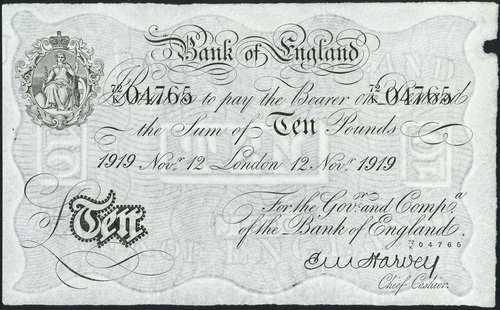 Bank of England
72/K 04765 Promise to pay the Bearer on Demand 72/K 04765
the Sum of Ten Pounds
1919 Novr. 12 London 12 Novr. 1919
For the Govr. and Compa.
of the Bank of England.
£Ten
72/K 04765
E M Harvey
Chief Cashier.